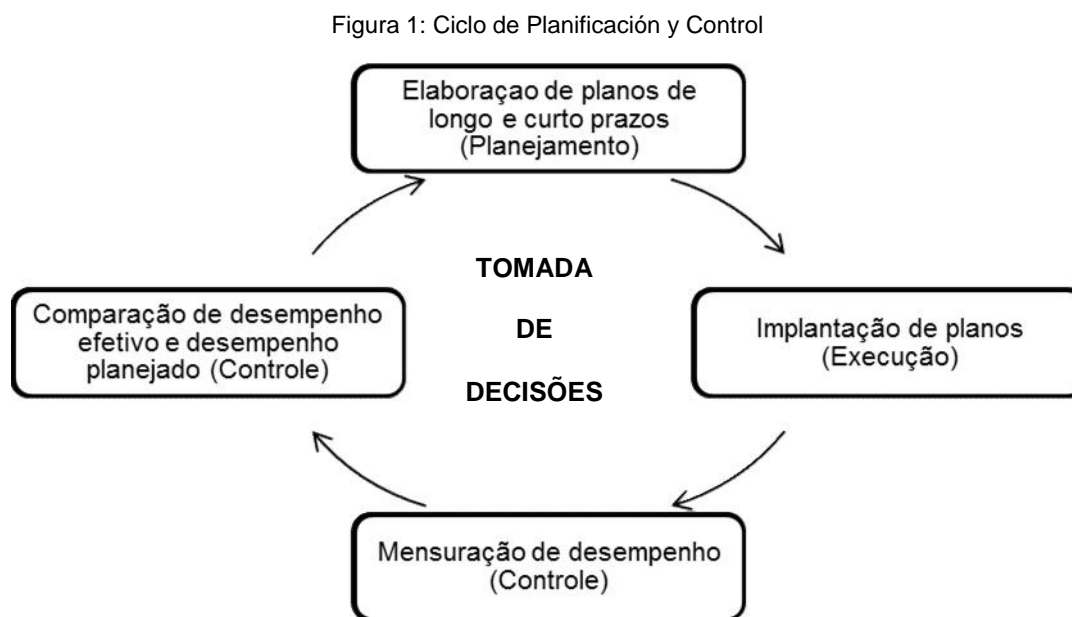 Figura 1: Ciclo de Planificación y Control
Elaboraçao de planos de
longo e curto prazos
(Planejamento)
TOMADA
DE
DECISÕES
Implantação de planos
(Execução)
Mensuração de desempenho
(Controle)
Comparação de desempenho
efetivo e desempenho
planejado (Controle)